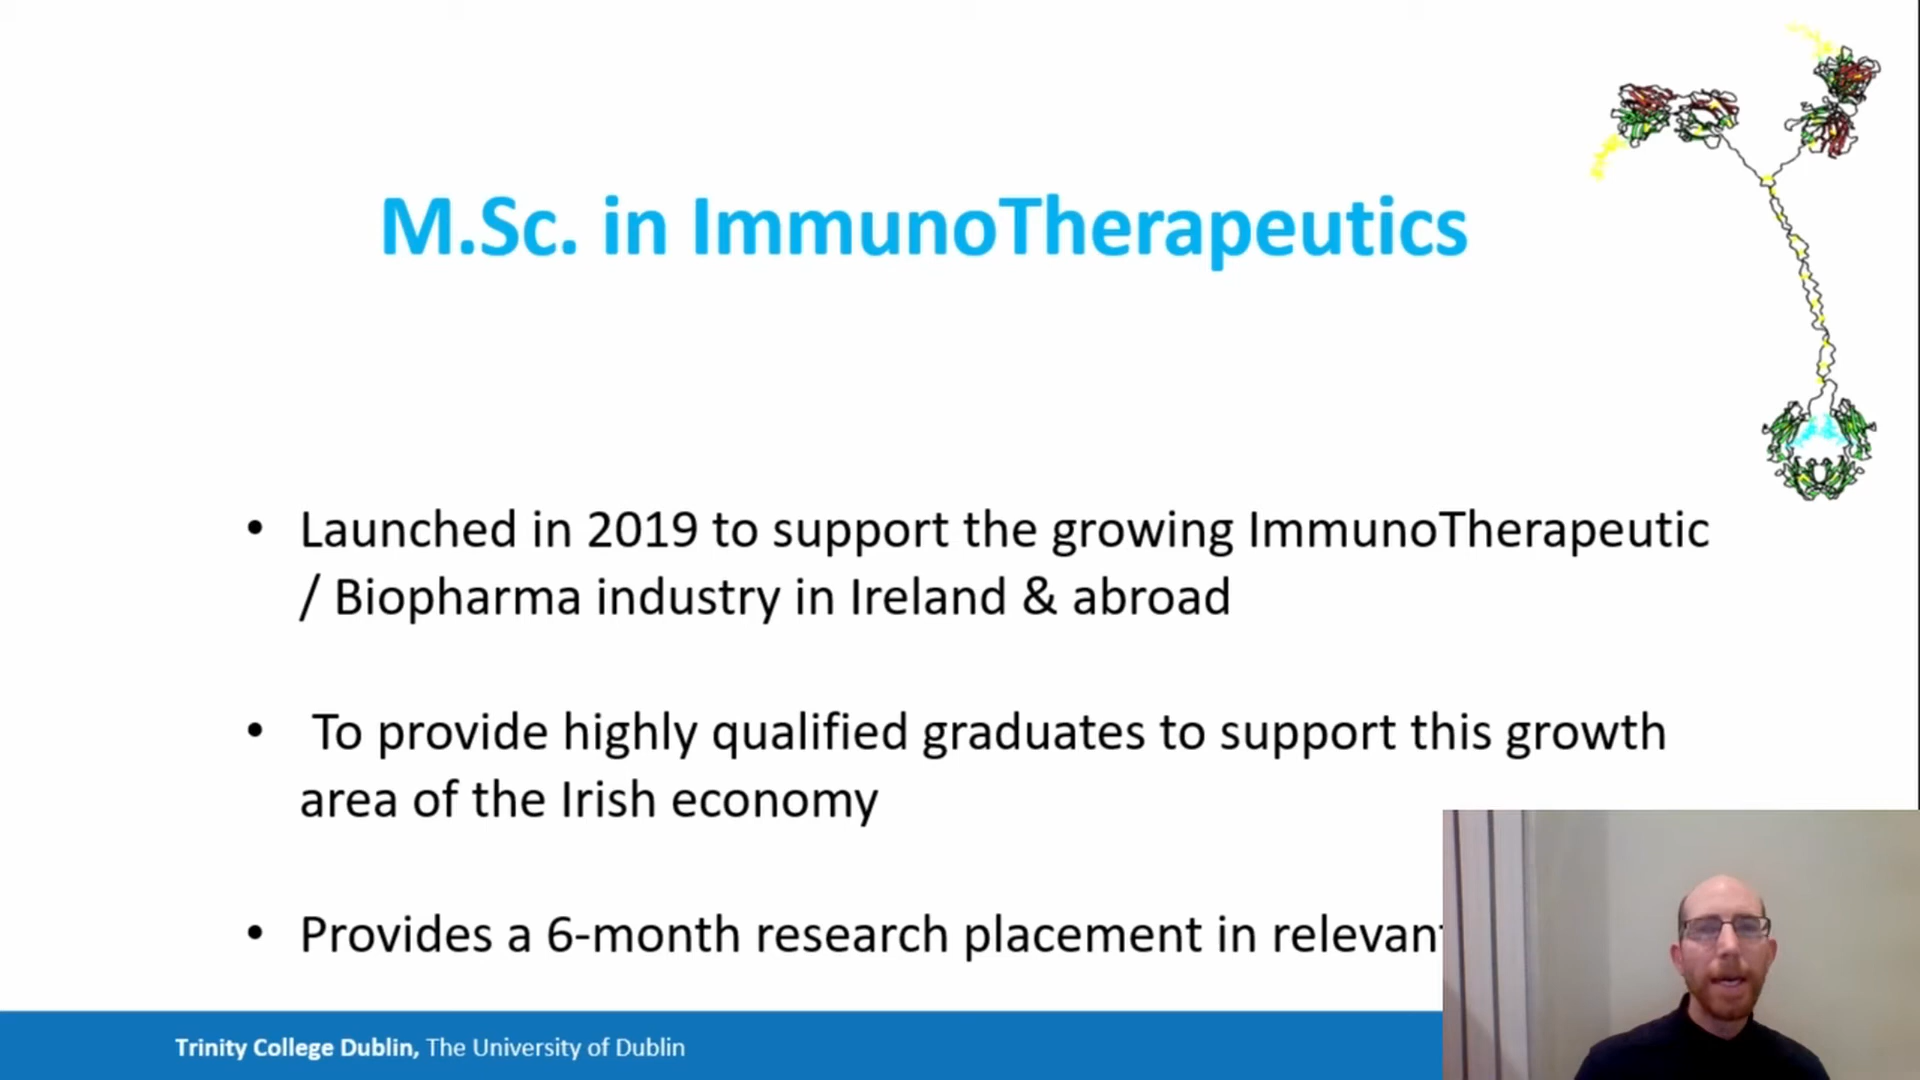 M.Sc. in ImmunoTherapeutics
• Launched in 2019 to support the growing ImmunoTherapeutic
/ Biopharma industry in Ireland & abroad
• To provide highly qualified graduates to support this growth
area of the Irish economy
• Provides a 6-month research placement in relevant
Trinity College Dublin, The University of Dublin